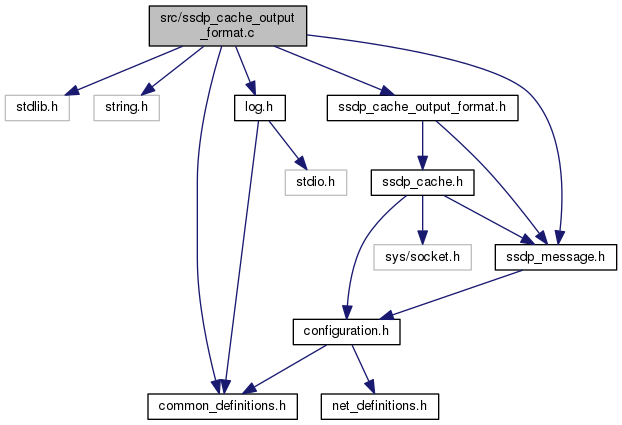 src/ssdp_cache_output
_format.c
stdlib.h
string.h
log.h
ssdp_cache_output_format.h
stdio.h
ssdp_cache.h
sys/socket.h
ssdp_message.h
configuration.h
common_definitions.h
net_definitions.h